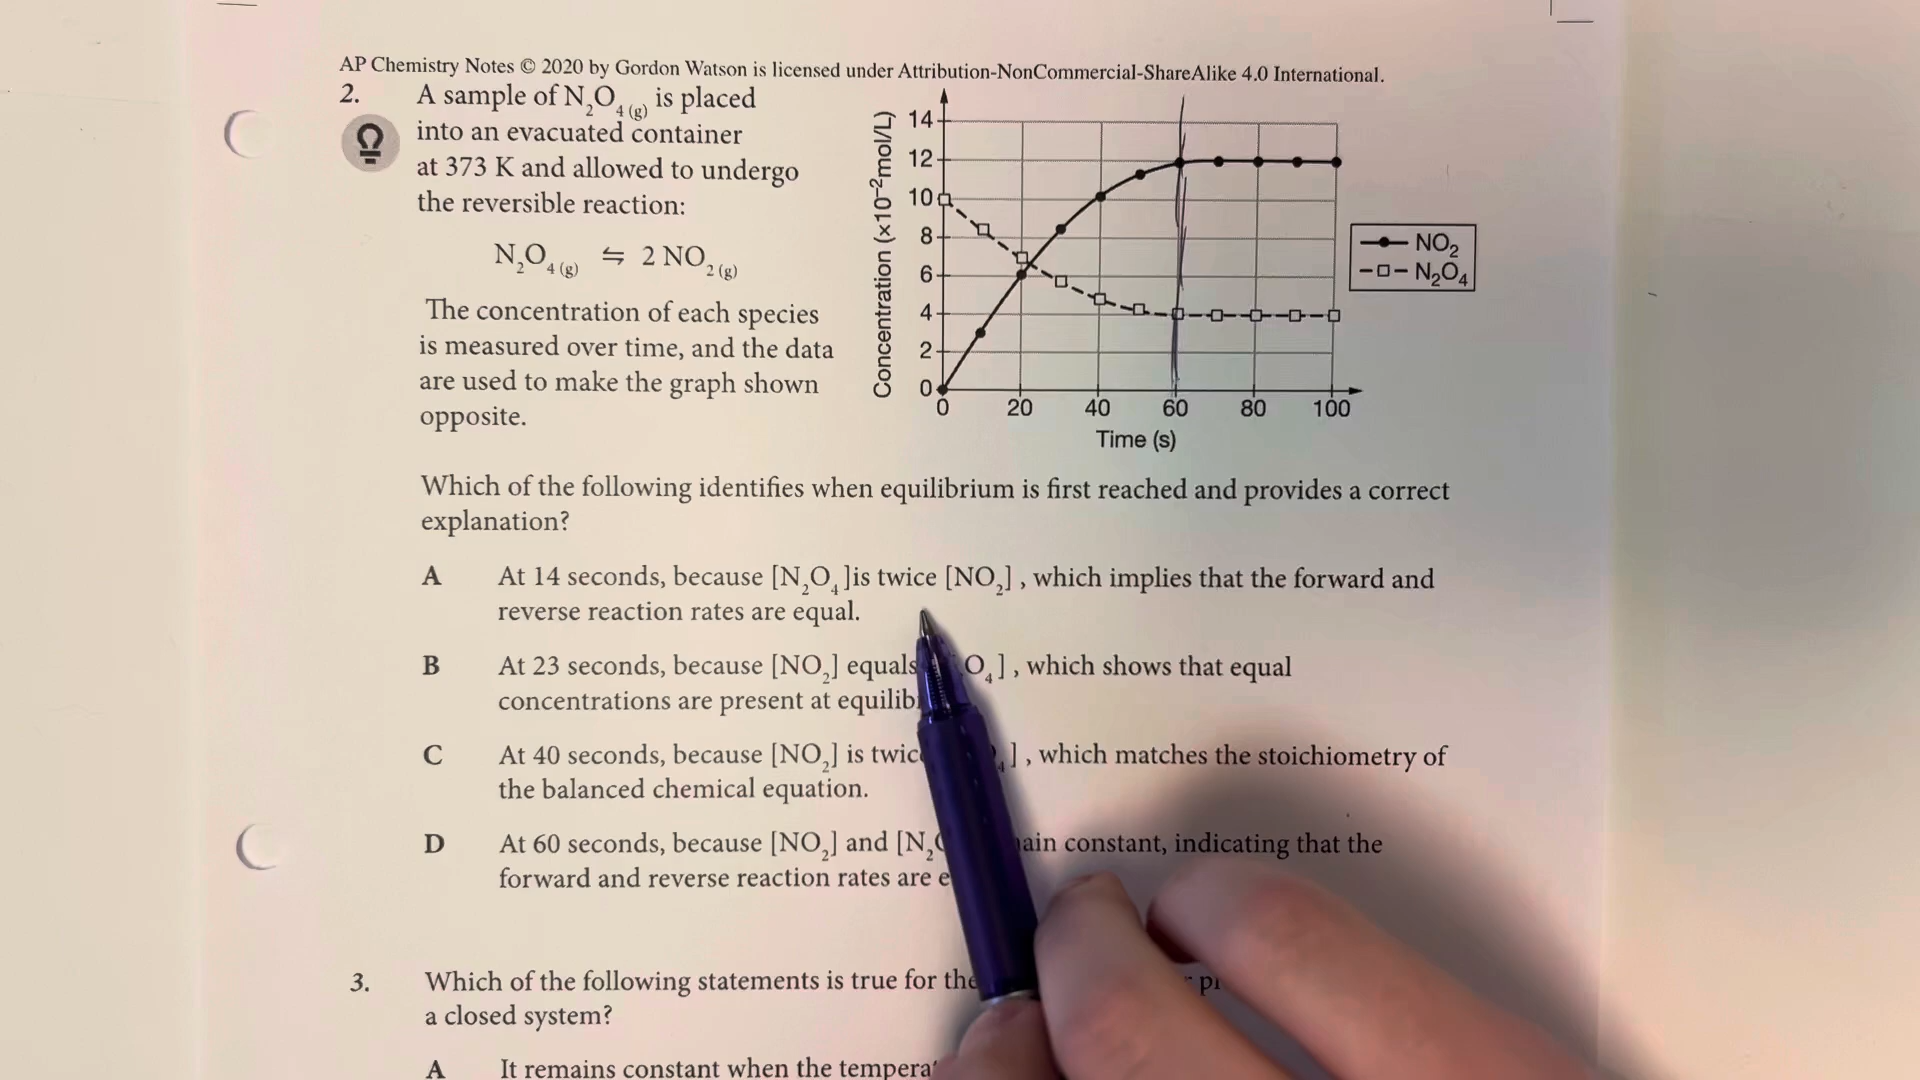 AP Chemistry Notes © 2020 by Gordon Watson is licensed under Attribution-NonCommercial-ShareAlike 4.0 International.
2. A sample of N₂O₄ (g) is placed
into an evacuated container
at 373 K and allowed to undergo
the reversible reaction:
N₂O₄ (g) ⇋ 2 NO₂ (g)
The concentration of each species
is measured over time, and the data
are used to make the graph shown
opposite.
Concentration (×10⁻²mol/L)
14
12
10
8
6
4
2
0
0 20 40 60 80 100
Time (s)
NO₂
N₂O₄
Which of the following identifies when equilibrium is first reached and provides a correct
explanation?
A At 14 seconds, because [N₂O₄]is twice [NO₂] , which implies that the forward and
reverse reaction rates are equal.
B At 23 seconds, because [NO₂] equals O₄] , which shows that equal
concentrations are present at
C At 40 seconds, because [NO₂] is ] , which matches the stoichiometry of
the balanced chemical equation.
D At 60 seconds, because [NO₂] and constant, indicating that the
forward and reverse reaction rates are
3. Which of the following statements is true for
a closed system?
A It remains constant when the